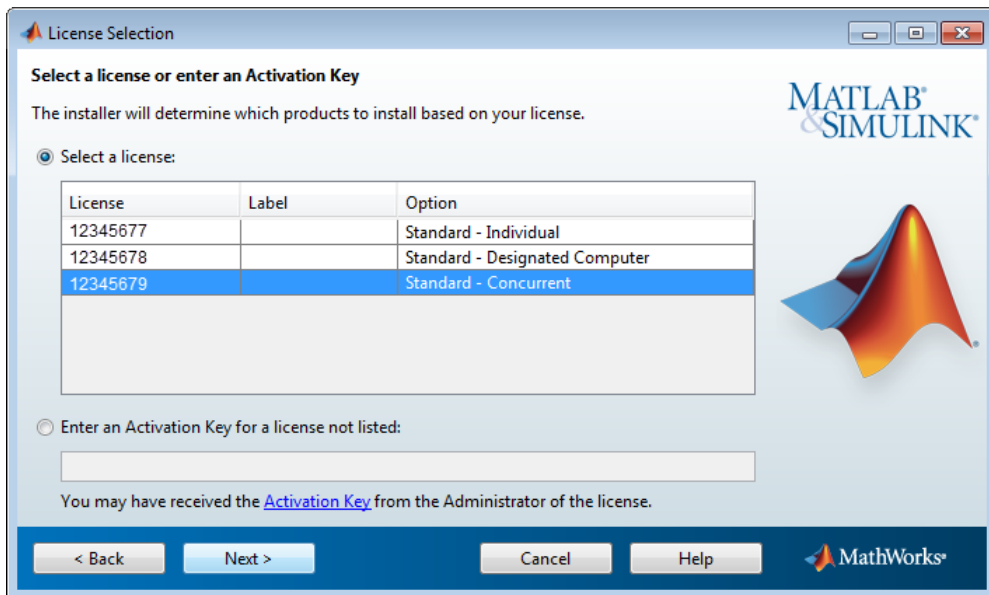 License Selection
Select a license or enter an Activation Key
The installer will determine which products to install based on your license.
MATLAB®
&SIMULINK®
Select a license:
License Label Option
12345677 Standard - Individual
12345678 Standard - Designated Computer
12345679 Standard - Concurrent
Enter an Activation Key for a license not listed:
You may have received the Activation Key from the Administrator of the license.
< Back Next > Cancel Help MathWorks®